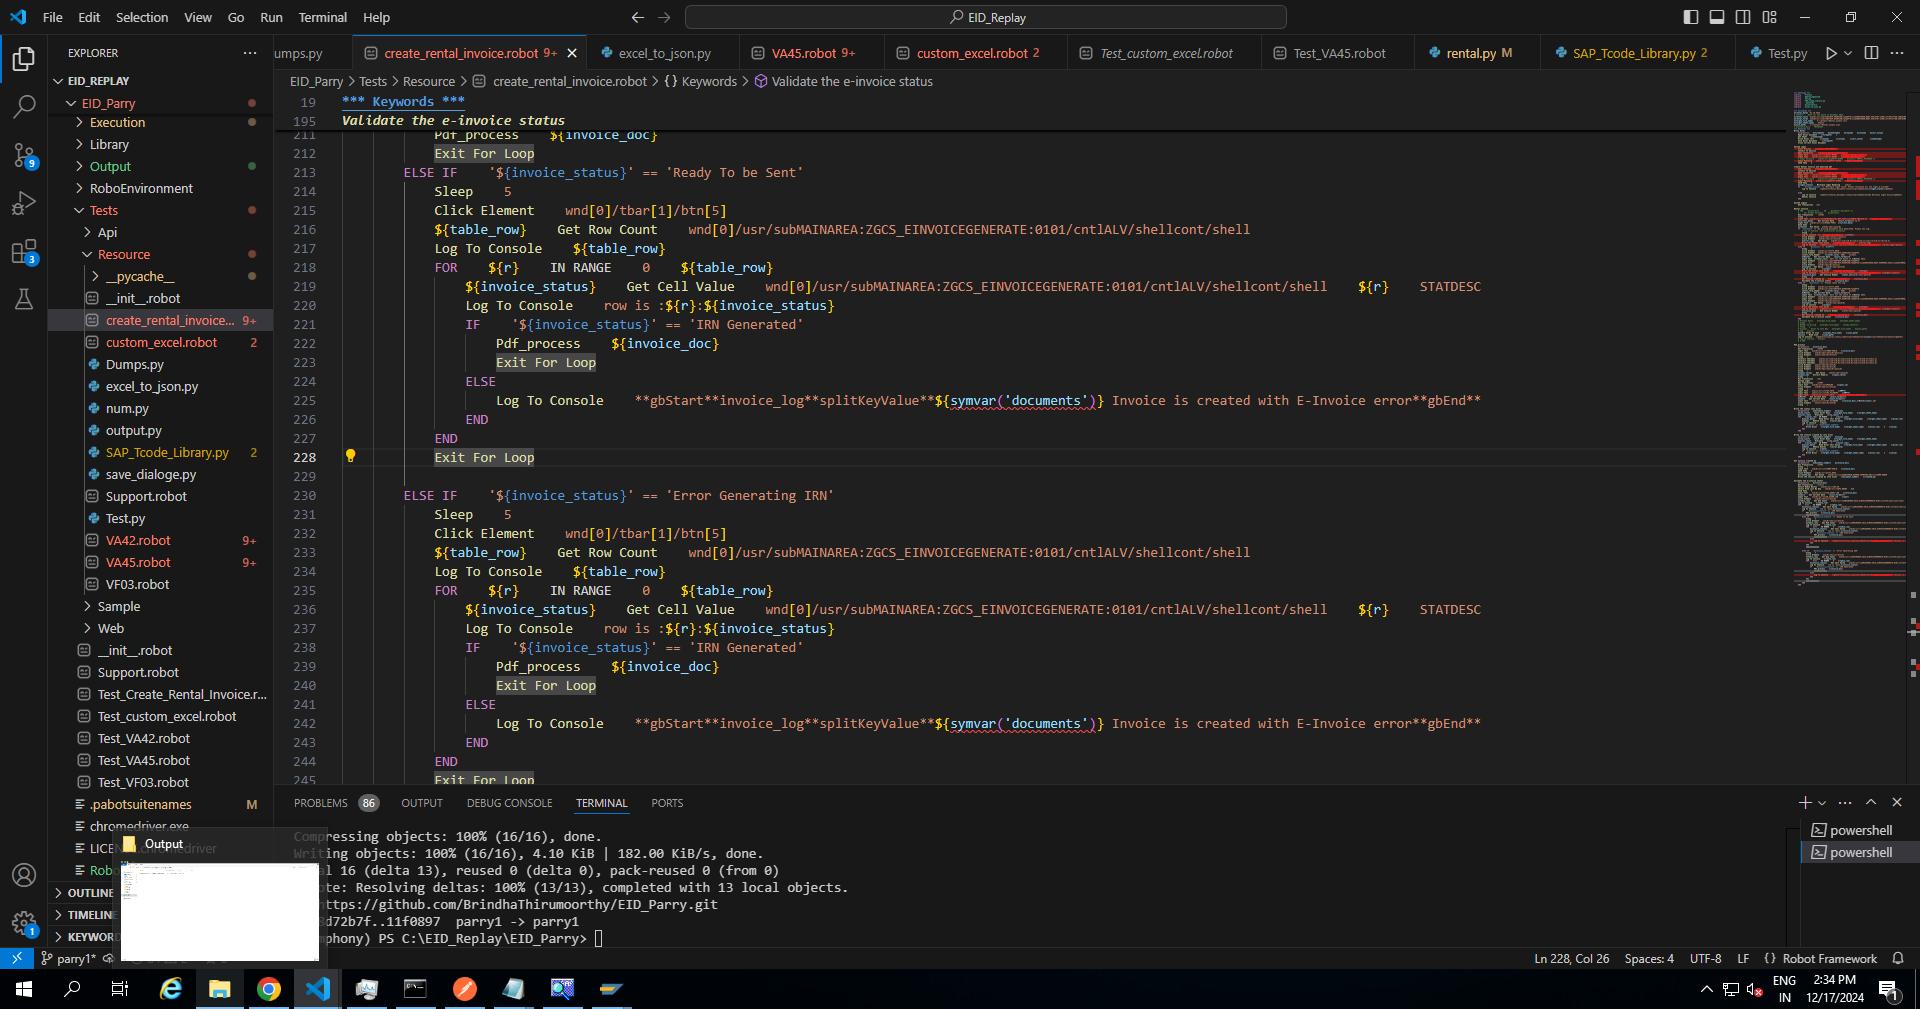 File Edit Selection View Go Run Terminal Help
EID_Replay
EXPLORER
umps.py
create_rental_invoice.robot 9+
excel_to_json.py
VA45.robot 9+
custom_excel.robot 2
Test_custom_excel.robot
Test_VA45.robot
rental.py M
SAP_Tcode_Library.py 2
Test.py
EID_Parry > Tests > Resource > create_rental_invoice.robot > {} Keywords > Validate the e-invoice status
EID_REPLAY
EID_Parry
Execution
Library
Output
RoboEnvironment
Tests
Api
Resource
__pycache__
__init__.robot
create_rental_invoice... 9+
custom_excel.robot 2
Dumps.py
excel_to_json.py
num.py
output.py
SAP_Tcode_Library.py 2
save_dialoge.py
Support.robot
Test.py
VA42.robot 9+
VA45.robot 9+
VF03.robot
Sample
Web
__init__.robot
Support.robot
Test_Create_Rental_Invoice.r...
Test_custom_excel.robot
Test_VA42.robot
Test_VA45.robot
Test_VF03.robot
.pabotsuitenames M
chromedriver.exe
LICEN .chromedriver
Robo
OUTLINE
TIMELINE
KEYWOR
Output
9
3
1
19 *** Keywords ***
195 Validate the e-invoice status
211 Pdf_process ${invoice_doc}
212 Exit For Loop
213 ELSE IF '${invoice_status}' == 'Ready To be Sent'
214 Sleep 5
215 Click Element wnd[0]/tbar[1]/btn[5]
216 ${table_row} Get Row Count wnd[0]/usr/subMAINAREA:ZGCS_EINVOICEGENERATE:0101/cntlALV/shellcont/shell
217 Log To Console ${table_row}
218 FOR ${r} IN RANGE 0 ${table_row}
219 ${invoice_status} Get Cell Value wnd[0]/usr/subMAINAREA:ZGCS_EINVOICEGENERATE:0101/cntlALV/shellcont/shell ${r} STATDESC
220 Log To Console row is :${r}:${invoice_status}
221 IF '${invoice_status}' == 'IRN Generated'
222 Pdf_process ${invoice_doc}
223 Exit For Loop
224 ELSE
225 Log To Console **gbStart**invoice_log**splitKeyValue**${symvar('documents')} Invoice is created with E-Invoice error**gbEnd**
226 END
227 END
228 Exit For Loop
229
230 ELSE IF '${invoice_status}' == 'Error Generating IRN'
231 Sleep 5
232 Click Element wnd[0]/tbar[1]/btn[5]
233 ${table_row} Get Row Count wnd[0]/usr/subMAINAREA:ZGCS_EINVOICEGENERATE:0101/cntlALV/shellcont/shell
234 Log To Console ${table_row}
235 FOR ${r} IN RANGE 0 ${table_row}
236 ${invoice_status} Get Cell Value wnd[0]/usr/subMAINAREA:ZGCS_EINVOICEGENERATE:0101/cntlALV/shellcont/shell ${r} STATDESC
237 Log To Console row is :${r}:${invoice_status}
238 IF '${invoice_status}' == 'IRN Generated'
239 Pdf_process ${invoice_doc}
240 Exit For Loop
241 ELSE
242 Log To Console **gbStart**invoice_log**splitKeyValue**${symvar('documents')} Invoice is created with E-Invoice error**gbEnd**
243 END
244 END
245 Exit For Loop
PROBLEMS 86 OUTPUT DEBUG CONSOLE TERMINAL PORTS
Compressing objects: 100% (16/16), done.
Writing objects: 100% (16/16), 4.10 KiB | 182.00 KiB/s, done.
al 16 (delta 13), reused 0 (delta 0), pack-reused 0 (from 0)
ote: Resolving deltas: 100% (13/13), completed with 13 local objects.
https://github.com/BrindhaThirumoorthy/EID_Parry.git
8d72b7f..11f0897 parry1 -> parry1
mphony) PS C:\EID_Replay\EID_Parry>
powershell
powershell
parry1*
Ln 228, Col 26 Spaces: 4 UTF-8 LF {} Robot Framework
ENG
IN
2:34 PM
12/17/2024
1